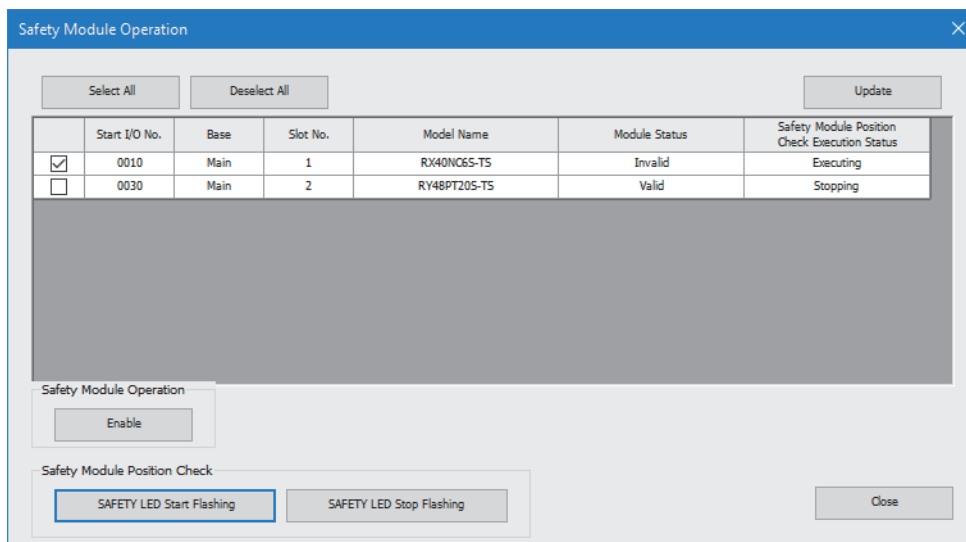 Safety Module Operation
Select All Deselect All Update
Start I/O No. Base Slot No. Model Name Module Status Safety Module Position
Check Execution Status
0010 Main 1 RX40NC6S-TS Invalid Executing
0030 Main 2 RY48PT20S-TS Valid Stopping
Safety Module Operation
Enable
Safety Module Position Check
SAFETY LED Start Flashing SAFETY LED Stop Flashing Close